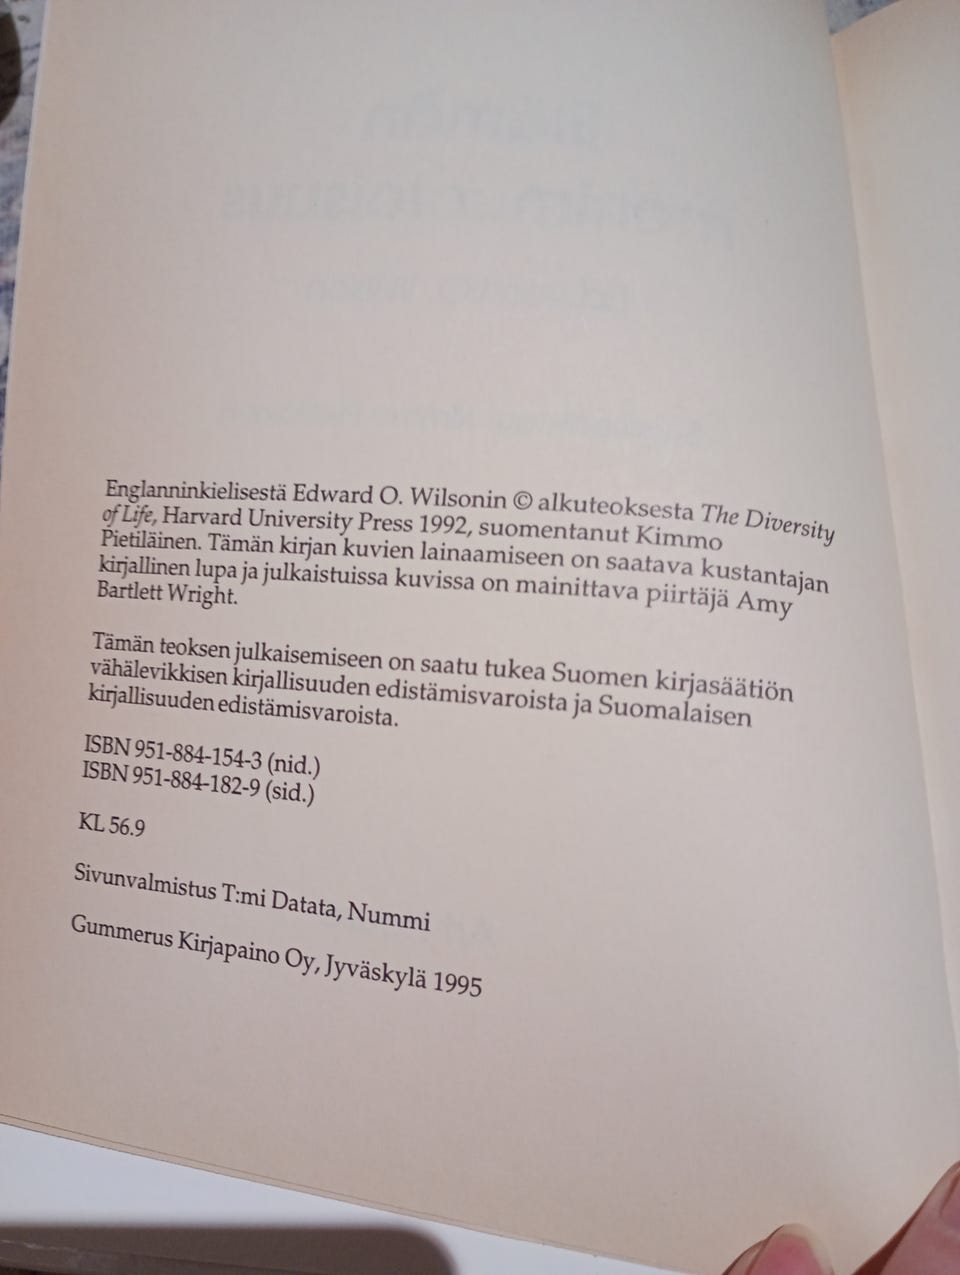 Englanninkielisestä Edward O. Wilsonin © alkuteoksesta The Diversity
of Life, Harvard University Press 1992, suomentanut Kimmo
Pietiläinen. Tämän kirjan kuvien lainaamiseen on saatava kustantajan
kirjallinen lupa ja julkaistuissa kuvissa on mainittava piirtäjä Amy
Bartlett Wright.
Tämän teoksen julkaisemiseen on saatu tukea Suomen kirjasäätiön
vähälevikkisen kirjallisuuden edistämisvaroista ja Suomalaisen
kirjallisuuden edistämisvaroista.
ISBN 951-884-154-3 (nid.)
ISBN 951-884-182-9 (sid.)
KL 56.9
Sivunvalmistus T:mi Datata, Nummi
Gummerus Kirjapaino Oy, Jyväskylä 1995